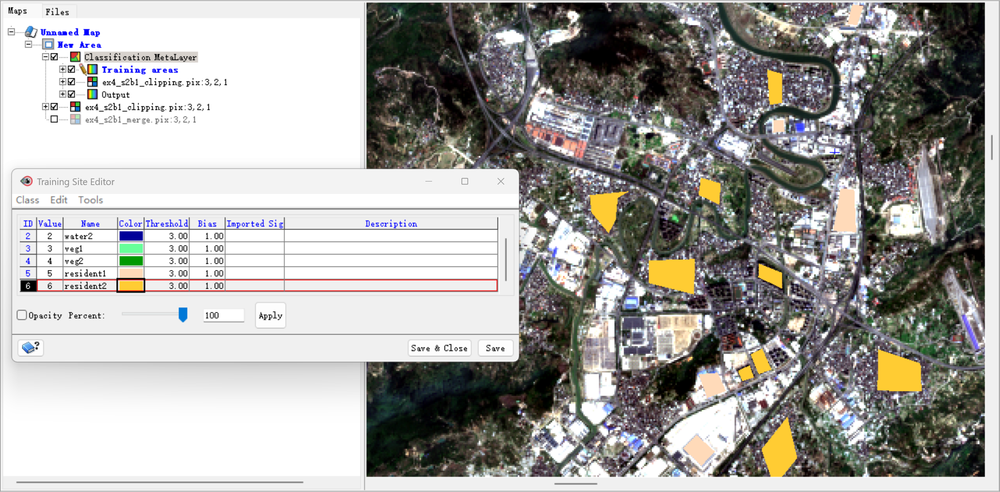 Maps Files
Unnamed Map
New Area
Classification MetaLayer
Training areas
ex4_s2b1_clipping.pix:3,2,1
Output
ex4_s2b1_clipping.pix:3,2,1
ex4_s2b1_merge.pix:3,2,1
Training Site Editor
Class Edit Tools
ID Value Name Color Threshold Bias Imported Sig Description
2 2 water2 3.00 1.00
3 3 veg1 3.00 1.00
4 4 veg2 3.00 1.00
5 5 resident1 3.00 1.00
6 6 resident2 3.00 1.00
Opacity Percent: 100 Apply
? Save & Close Save